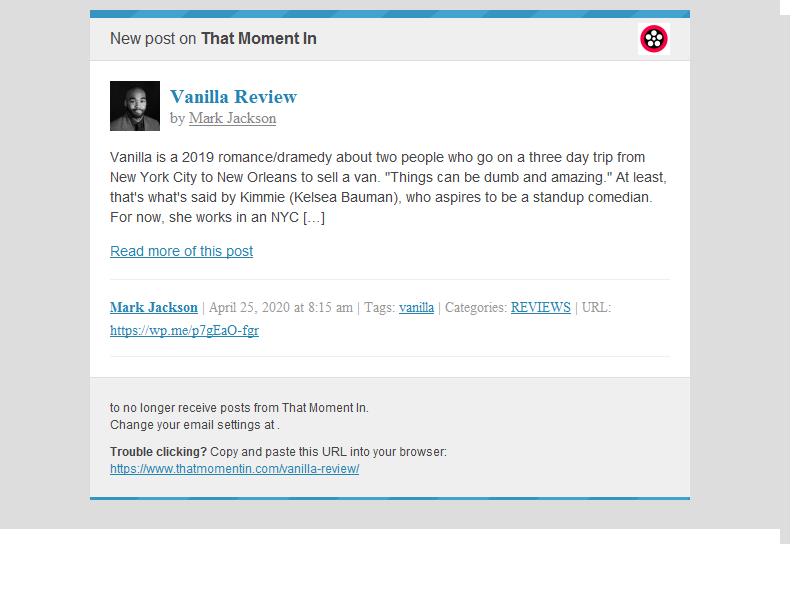 New post on That Moment In
Vanilla Review
by Mark Jackson
Vanilla is a 2019 romance/dramedy about two people who go on a three day trip from
New York City to New Orleans to sell a van. "Things can be dumb and amazing." At least,
that's what's said by Kimmie (Kelsea Bauman), who aspires to be a standup comedian.
For now, she works in an NYC […]
Read more of this post
Mark Jackson | April 25, 2020 at 8:15 am | Tags: vanilla | Categories: REVIEWS | URL:
https://wp.me/p7gEaO-fgr
to no longer receive posts from That Moment In.
Change your email settings at .
Trouble clicking? Copy and paste this URL into your browser:
https://www.thatmomentin.com/vanilla-review/